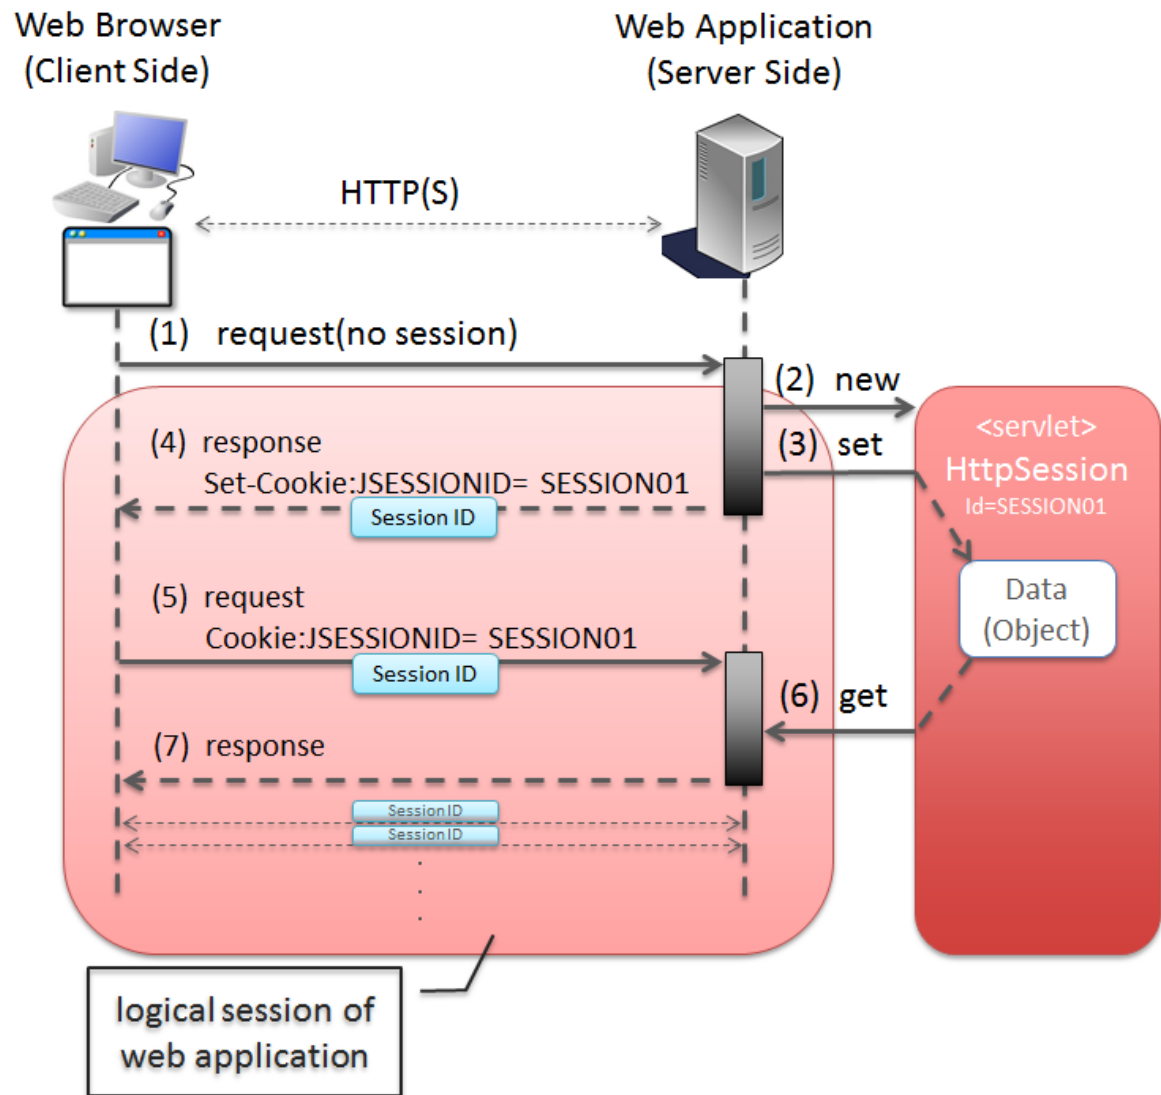 Web Browser
(Client Side)
Web Application
(Server Side)
HTTP(S)
(1) request(no session)
(2) new
(3) set
<servlet>
HttpSession
Id=SESSION01
(4) response
Set-Cookie:JSESSIONID= SESSION01
Session ID
Data
(Object)
(5) request
Cookie:JSESSIONID= SESSION01
Session ID
(6) get
(7) response
Session ID
Session ID
.
.
.
logical session of
web application